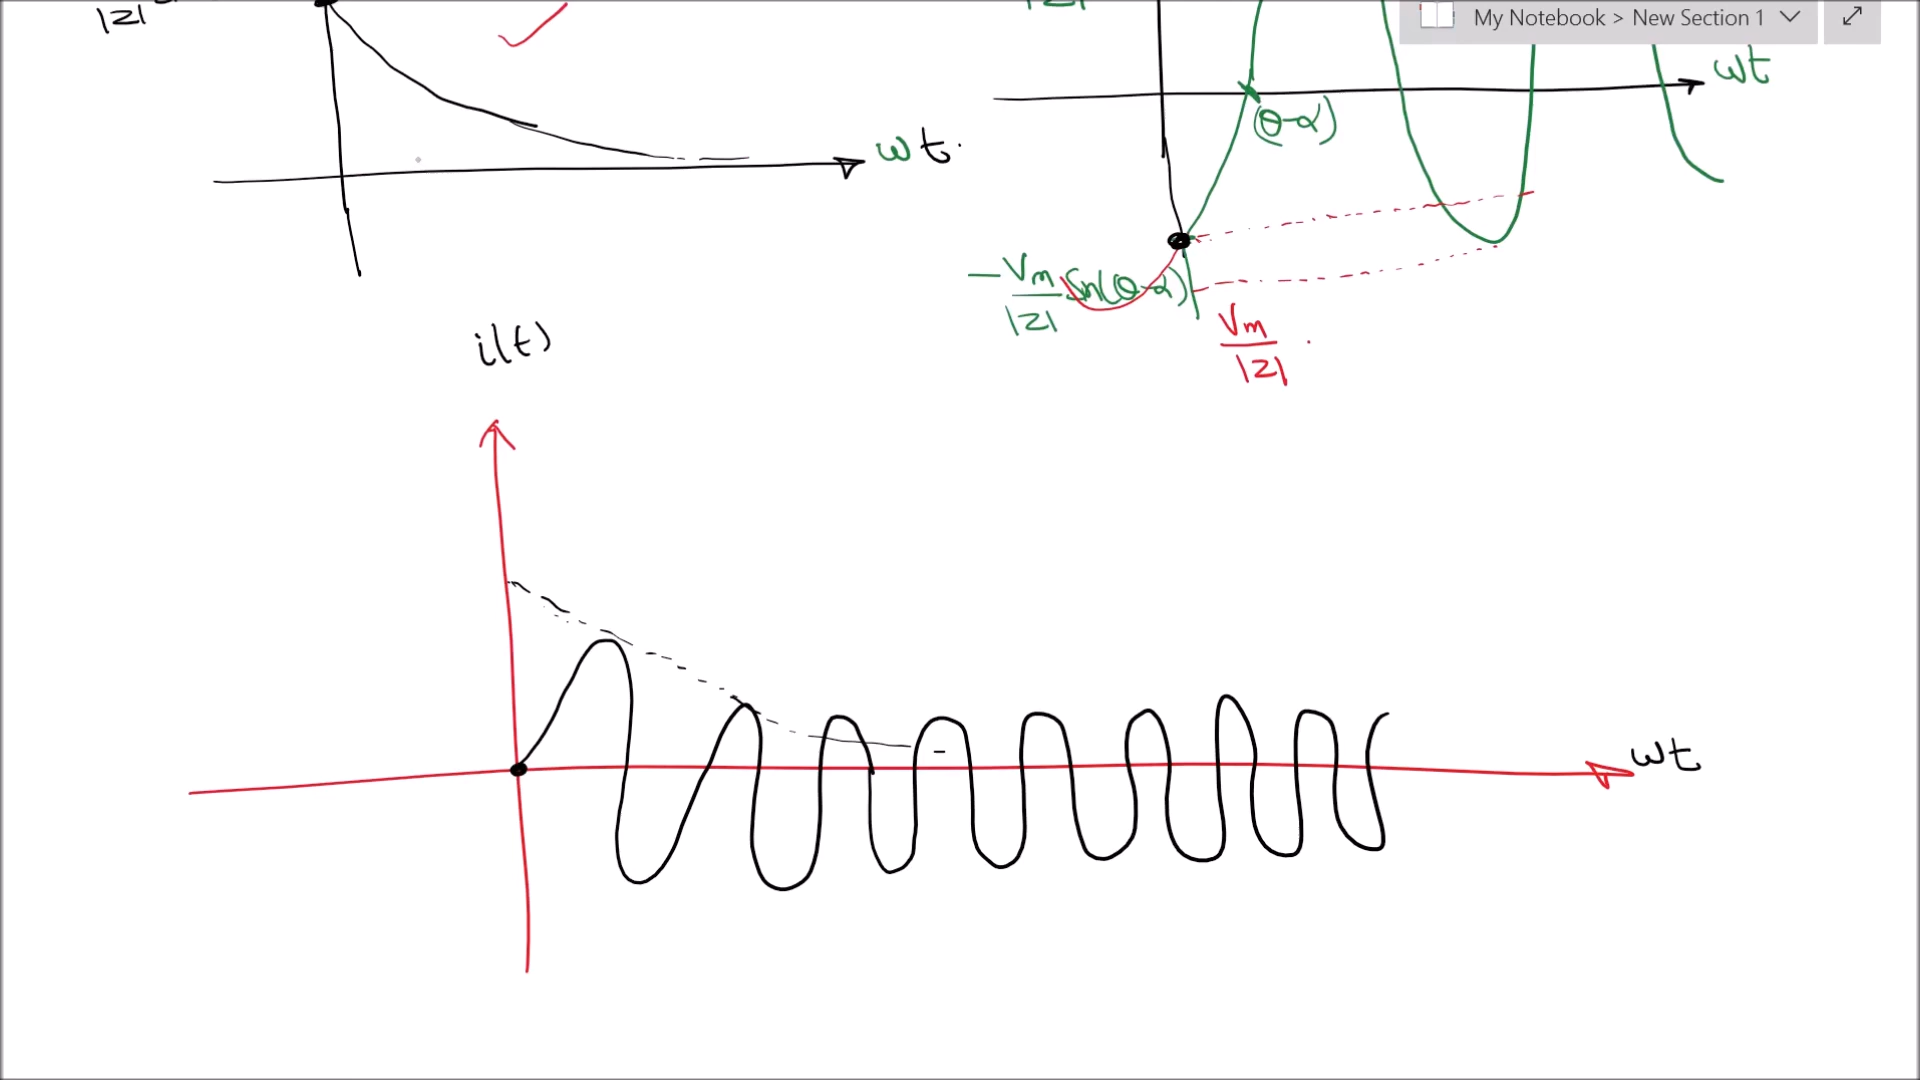 |z|
My Notebook > New Section 1
ωt
(θ-α)
ωt.
-Vm/|z| Sin(θ-α)
Vm/|z|
i(t)
ωt